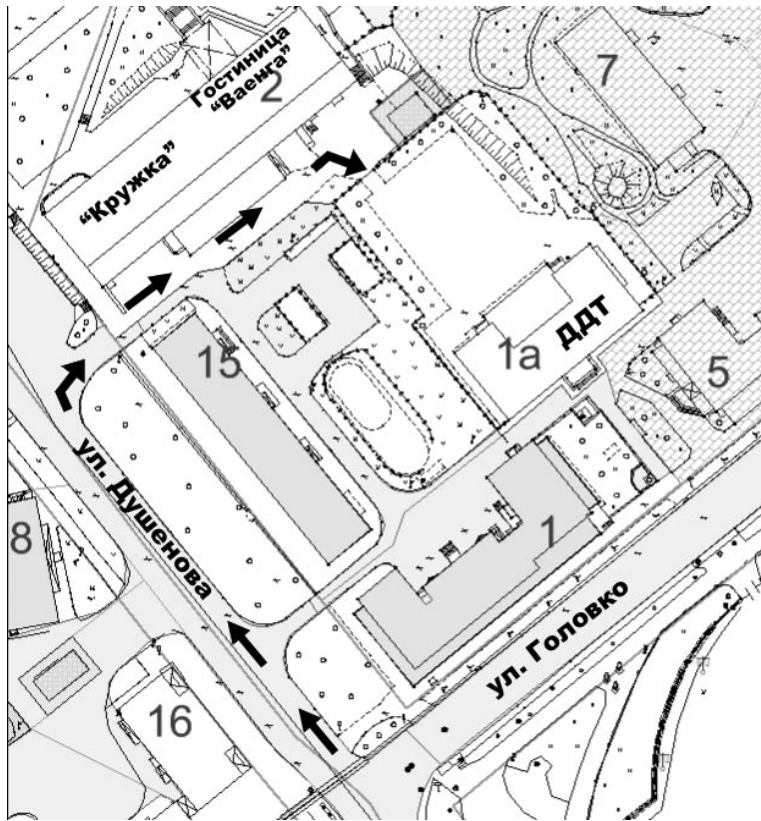 Гостиница
“Ваенга”
2
7
“Кружка”
15
1а
ДДТ
5
ул. Душенова
8
1
ул. Головко
16